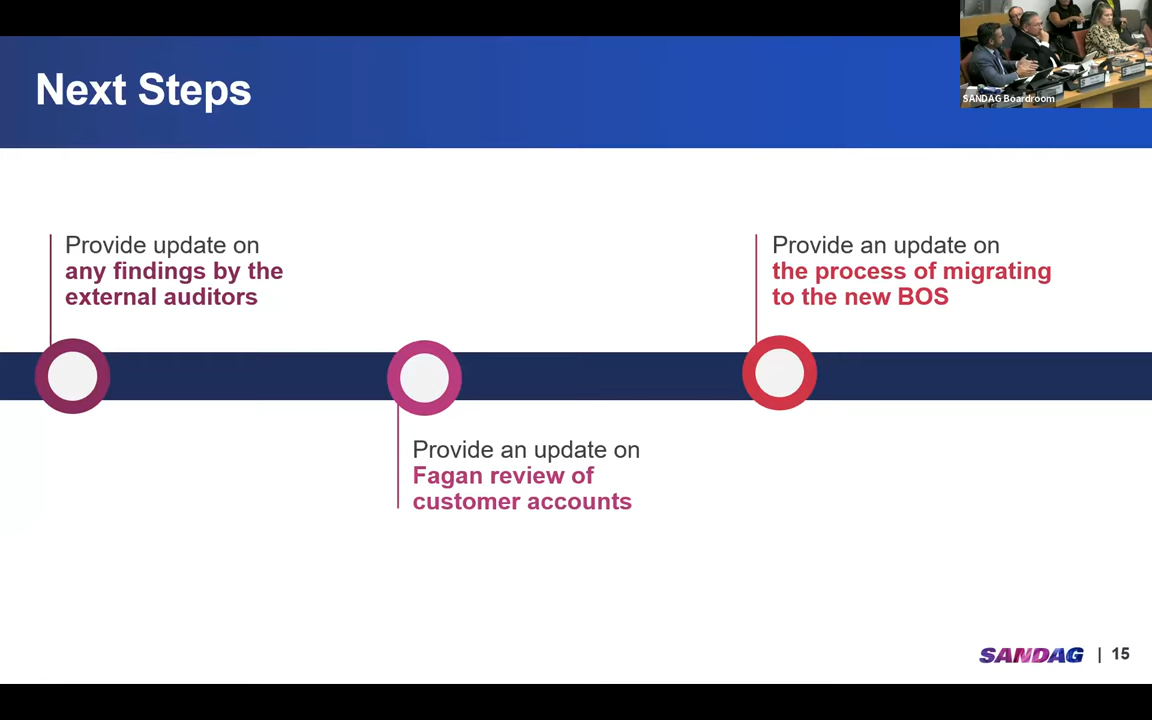 Next Steps
SANDAG Boardroom
Provide update on
any findings by the
external auditors
Provide an update on
Fagan review of
customer accounts
Provide an update on
the process of migrating
to the new BOS
SANDAG | 15